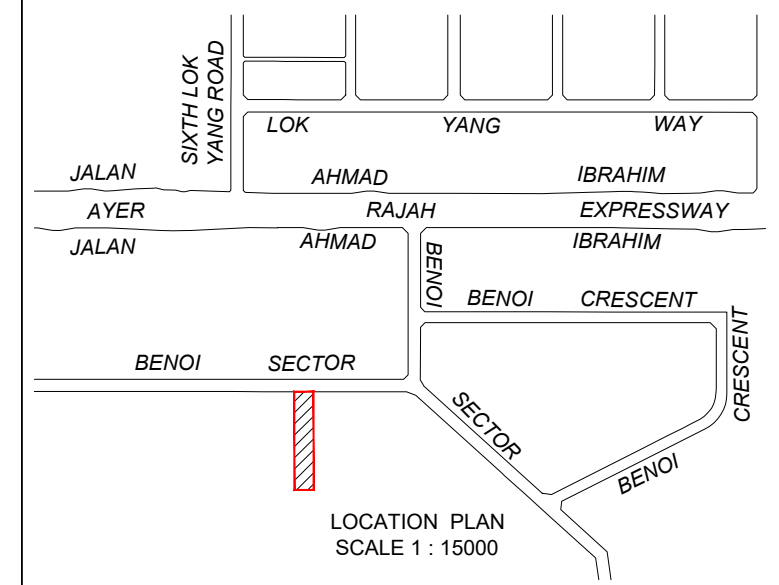 SIXTH LOK
YANG ROAD
LOK YANG WAY
JALAN AHMAD IBRAHIM
AYER RAJAH EXPRESSWAY
JALAN AHMAD IBRAHIM
BENOI
BENOI CRESCENT
CRESCENT
BENOI SECTOR
SECTOR
BENOI
LOCATION PLAN
SCALE 1 : 15000